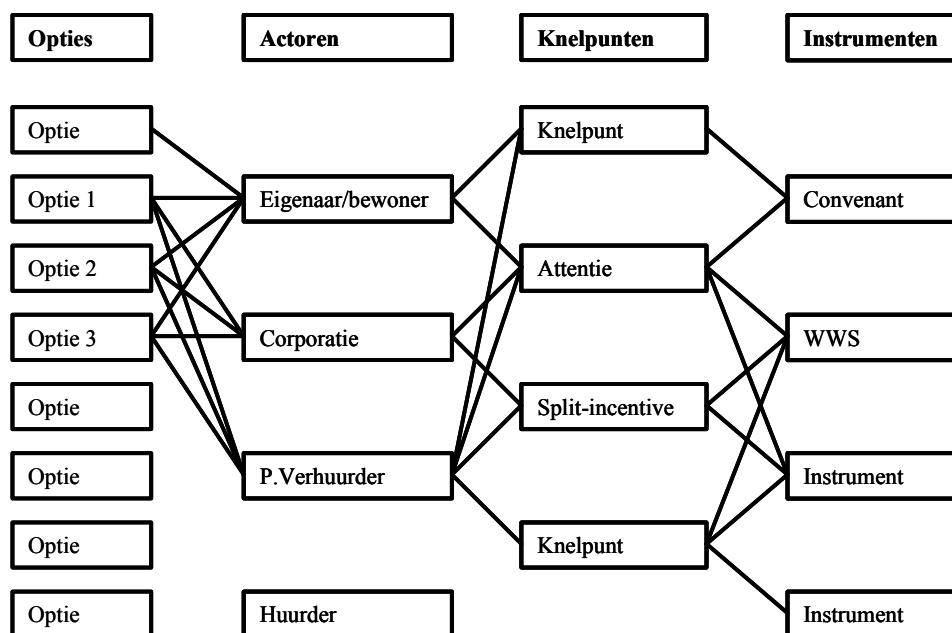 Opties Actoren Knelpunten Instrumenten
Optie Knelpunt
Optie 1 Eigenaar/bewoner Convenant
Optie 2 Attentie
Optie 3 Corporatie WWS
Optie Split-incentive
Optie P.Verhuurder Instrument
Optie Knelpunt
Optie Huurder Instrument